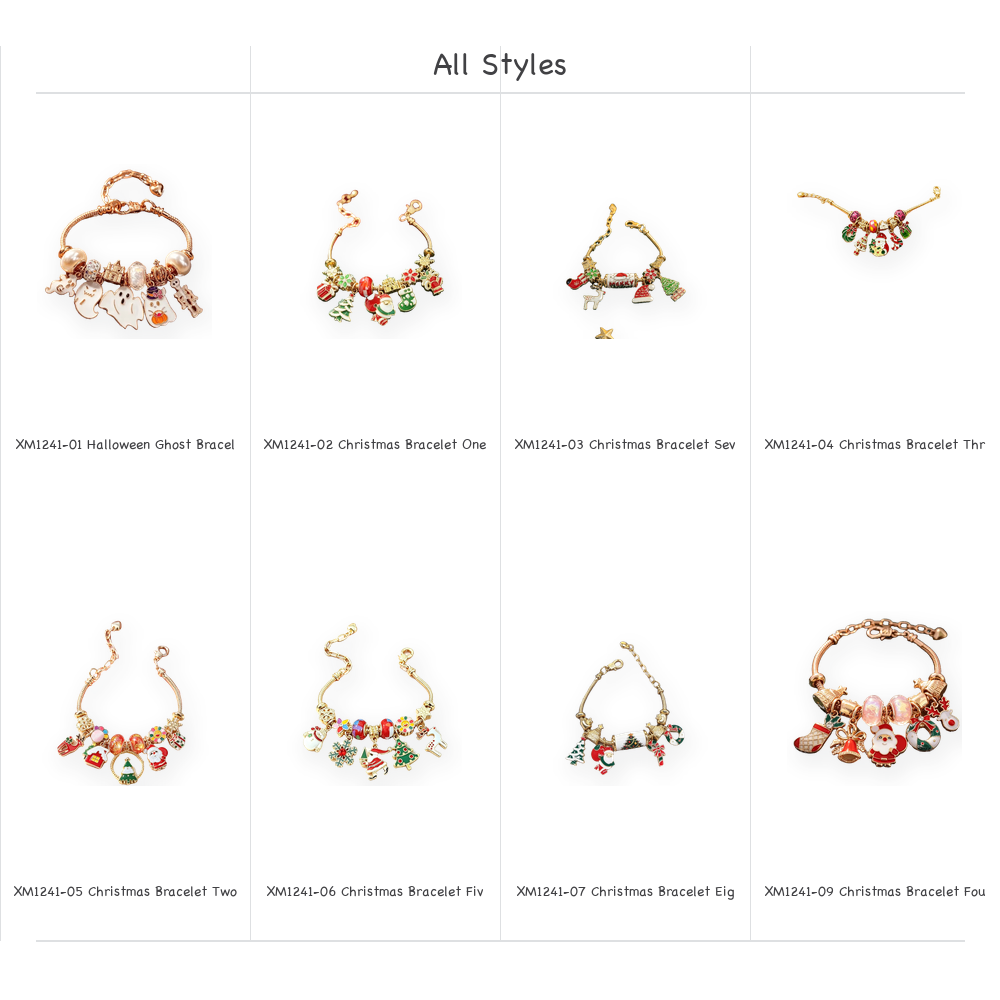 All Styles
XM1241-01 Halloween Ghost Bracel
XM1241-02 Christmas Bracelet One
XM1241-03 Christmas Bracelet Sev
XM1241-04 Christmas Bracelet Thr
XM1241-05 Christmas Bracelet Two
XM1241-06 Christmas Bracelet Fiv
XM1241-07 Christmas Bracelet Eig
XM1241-09 Christmas Bracelet Fou